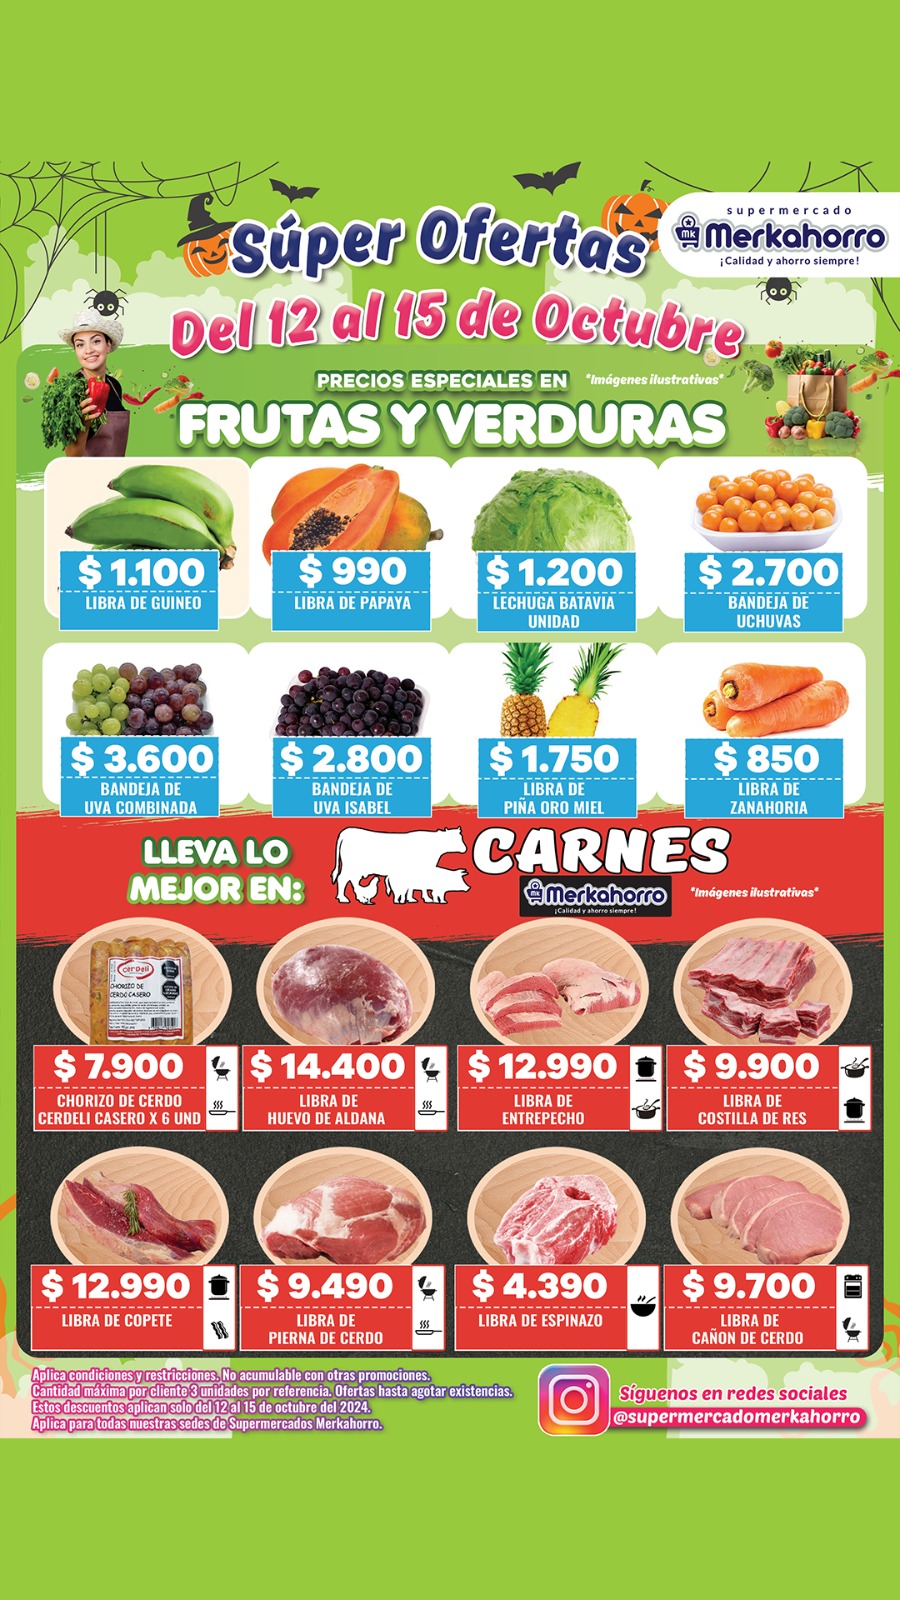 Súper Ofertas
supermercado
mk
Merkahorro
¡Calidad y ahorro siempre!
Del 12 al 15 de Octubre
PRECIOS ESPECIALES EN
*Imágenes ilustrativas*
FRUTAS Y VERDURAS
$ 1.100
LIBRA DE GUINEO
$ 990
LIBRA DE PAPAYA
$ 1.200
LECHUGA BATAVIA
UNIDAD
$ 2.700
BANDEJA DE
UCHUVAS
$ 3.600
BANDEJA DE
UVA COMBINADA
$ 2.800
BANDEJA DE
UVA ISABEL
$ 1.750
LIBRA DE
PIÑA ORO MIEL
$ 850
LIBRA DE
ZANAHORIA
LLEVA LO
MEJOR EN:
CARNES
mk
Merkahorro
¡Calidad y ahorro siempre!
*Imágenes ilustrativas*
cerdeli
CHORIZO DE
CERDO CASERO
$ 7.900
CHORIZO DE CERDO
CERDELI CASERO X 6 UND
$ 14.400
LIBRA DE
HUEVO DE ALDANA
$ 12.990
LIBRA DE
ENTREPECHO
$ 9.900
LIBRA DE
COSTILLA DE RES
$ 12.990
LIBRA DE COPETE
$ 9.490
LIBRA DE
PIERNA DE CERDO
$ 4.390
LIBRA DE ESPINAZO
$ 9.700
LIBRA DE
CAÑON DE CERDO
Aplica condiciones y restricciones. No acumulable con otras promociones.
Cantidad máxima por cliente 3 unidades por referencia. Ofertas hasta agotar existencias.
Estos descuentos aplican solo del 12 al 15 de octubre del 2024.
Aplica para todas nuestras sedes de Supermercados Merkahorro.
Síguenos en redes sociales
@supermercadomerkahorro